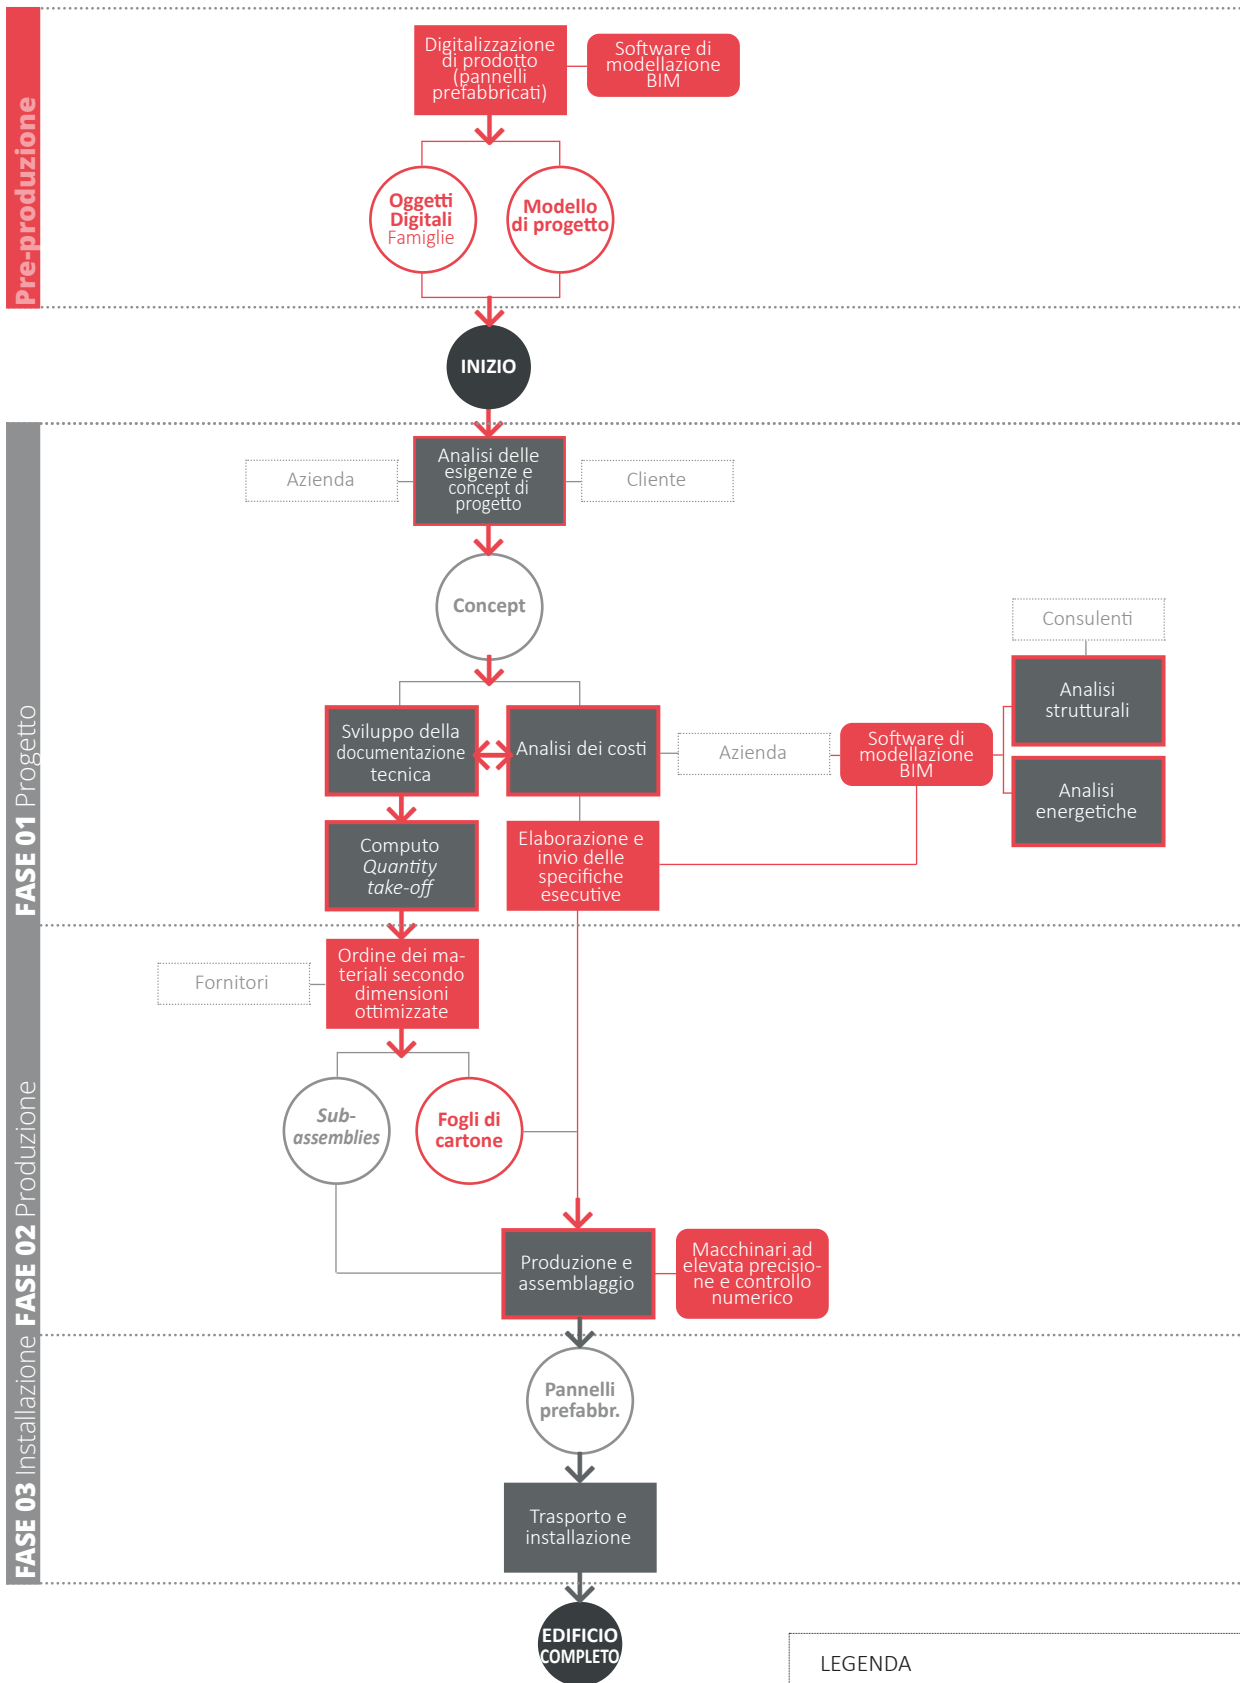 Pre-produzione
Digitalizzazione
di prodotto
(pannelli
prefabbricati)
Software di
modellazione
BIM
Oggetti
Digitali
Famiglie
Modello
di progetto
INIZIO
FASE 01 Progetto
Azienda
Analisi delle
esigenze e
concept di
progetto
Cliente
Concept
Consulenti
Analisi
strutturali
Sviluppo della
documentazione
tecnica
Analisi dei costi
Azienda
Software di
modellazione
BIM
Analisi
energetiche
Computo
Quantity
take-off
Elaborazione e
invio delle
specifiche
esecutive
FASE 02 Produzione
Fornitori
Ordine dei ma-
teriali secondo
dimensioni
ottimizzate
Sub-
assemblies
Fogli di
cartone
Produzione e
assemblaggio
Macchinari ad
elevata precisio-
ne e controllo
numerico
FASE 03 Installazione
Pannelli
prefabbr.
Trasporto e
installazione
EDIFICIO
COMPLETO
LEGENDA